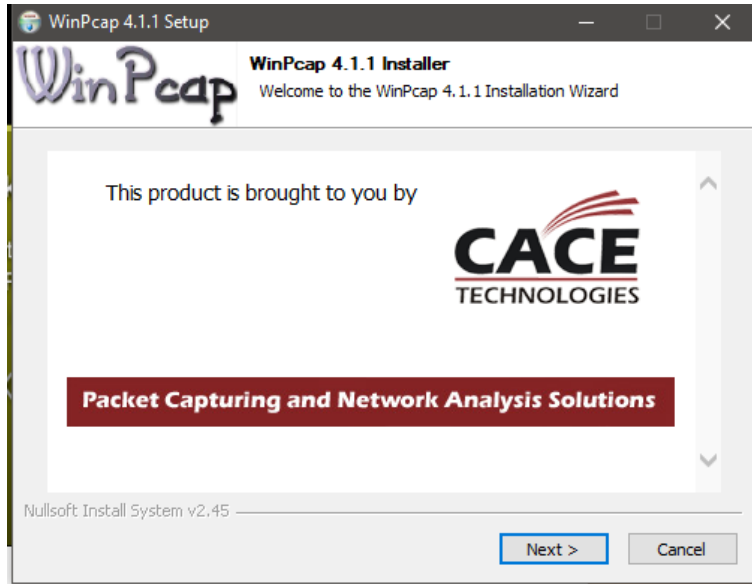 WinPcap 4.1.1 Setup
WinPcap
WinPcap 4.1.1 Installer
Welcome to the WinPcap 4.1.1 Installation Wizard
This product is brought to you by
CACE
TECHNOLOGIES
Packet Capturing and Network Analysis Solutions
Nullsoft Install System v2.45
Next >
Cancel